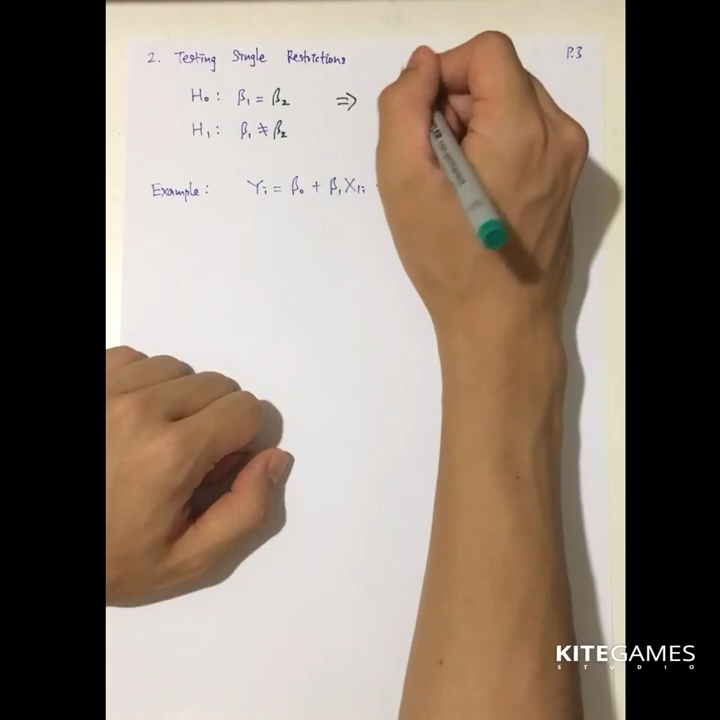 2. Testing Single Restrictions P.3
H₀: β₁ = β₂ ⇒
H₁: β₁ ≠ β₂
Example: Yᵢ = β₀ + β₁X₁ᵢ
KITEGAMES
STUDIO